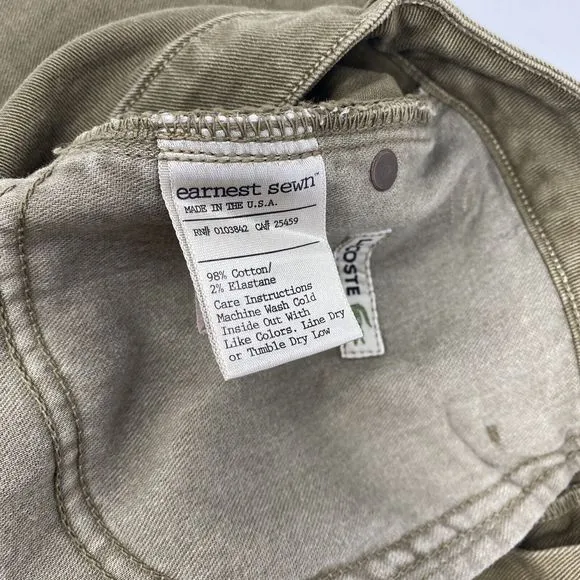 earnest sewn™
MADE IN THE U.S.A.
RN# 0103842 CA# 25459
98% Cotton/
2% Elastane
Care Instructions
Machine Wash Cold
Inside Out With
Like Colors. Line Dry
or Tumble Dry Low
LACOSTE